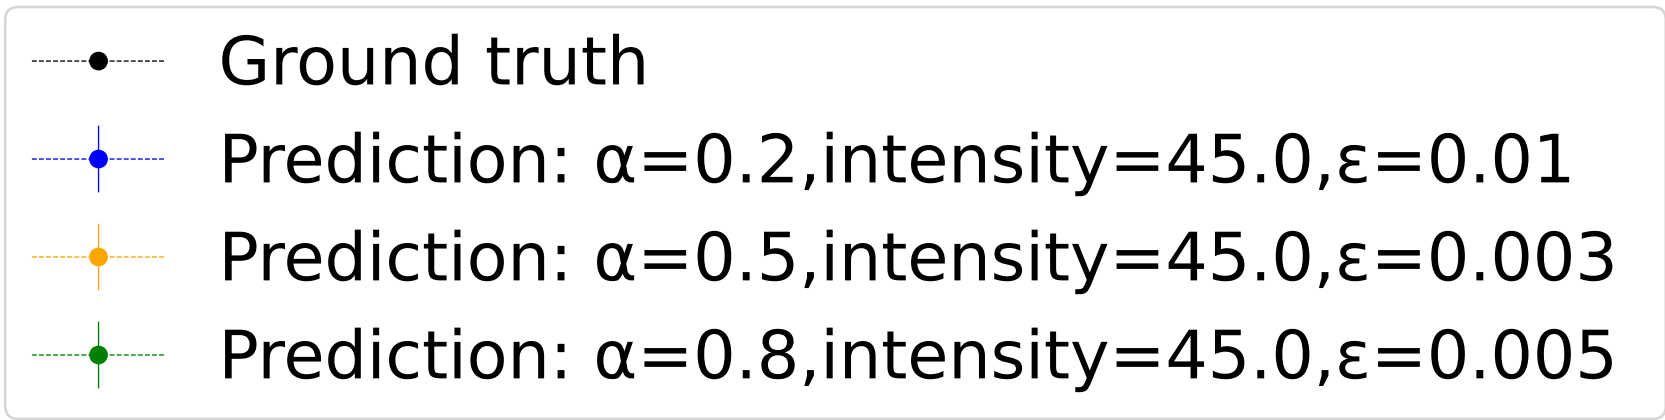 Ground truth
Prediction: α=0.2,intensity=45.0,ε=0.01
Prediction: α=0.5,intensity=45.0,ε=0.003
Prediction: α=0.8,intensity=45.0,ε=0.005